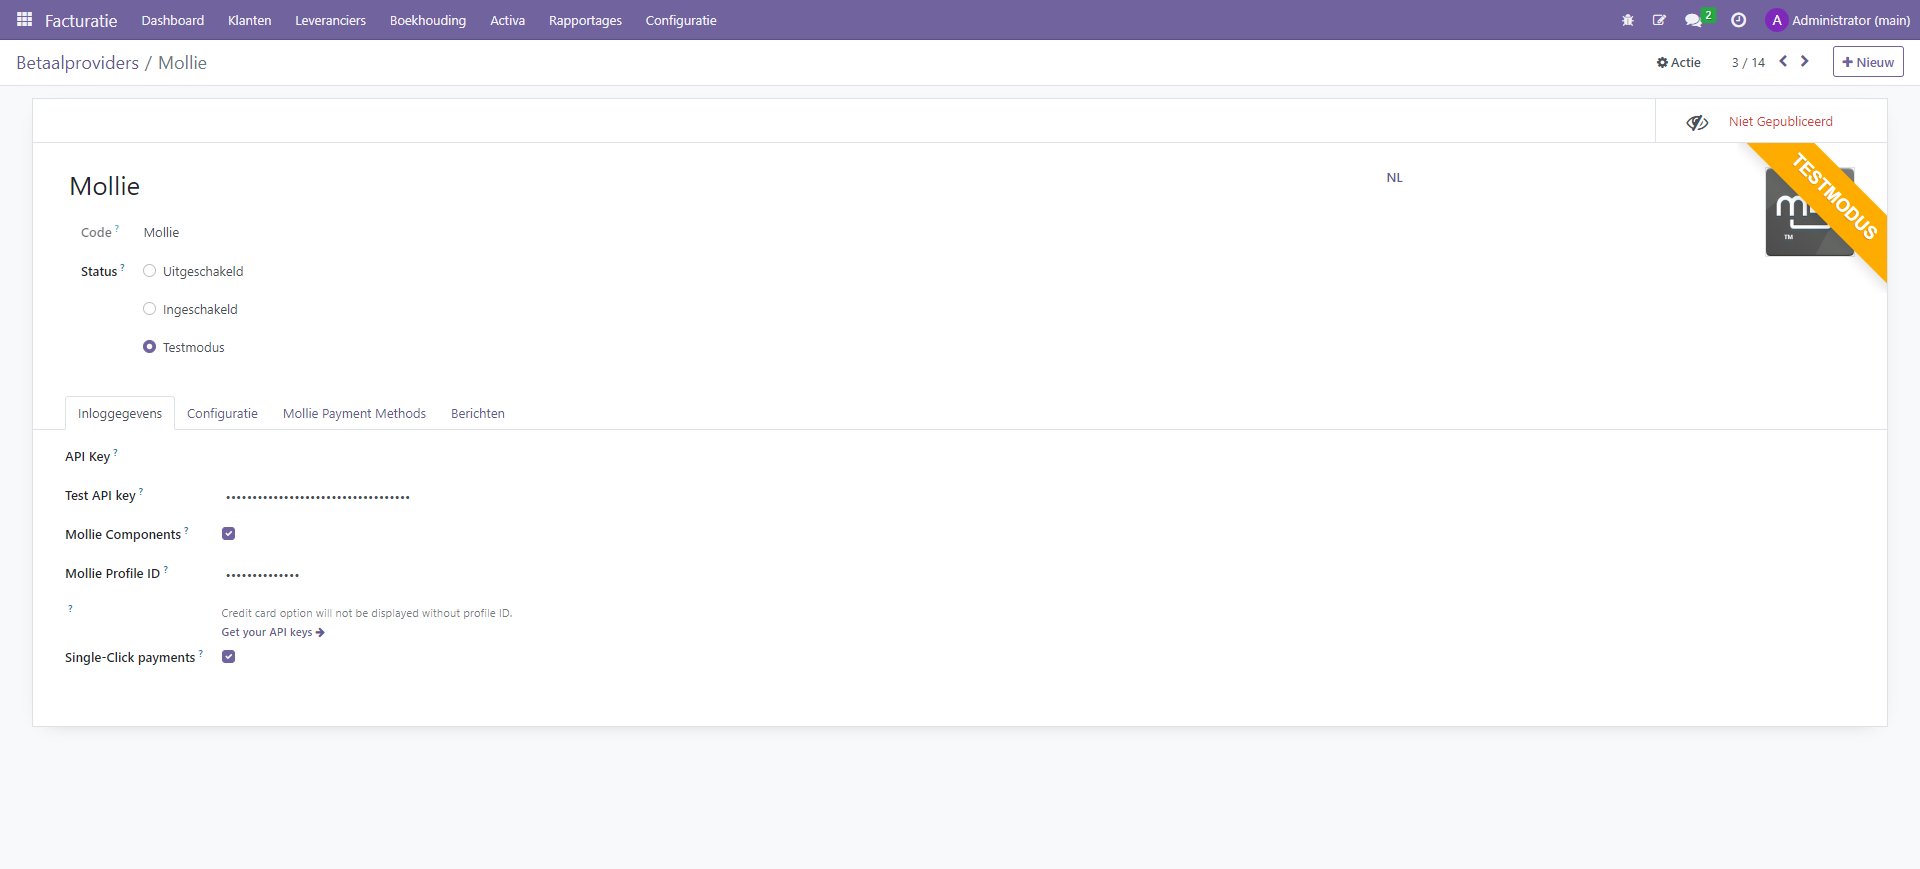 Facturatie Dashboard Klanten Leveranciers Boekhouding Activa Rapportages Configuratie 2 A Administrator (main)
Betaalproviders / Mollie Actie 3 / 14 Nieuw
Niet Gepubliceerd
TESTMODUS
Mollie NL
TM
Code ? Mollie
Status ? Uitgeschakeld
Ingeschakeld
Testmodus
Inloggegevens Configuratie Mollie Payment Methods Berichten
API Key ?
Test API key ? •••••••••••••••••••••••••••••••••••
Mollie Components ?
Mollie Profile ID ? ••••••••••••••
? Credit card option will not be displayed without profile ID.
Get your API keys
Single-Click payments ?